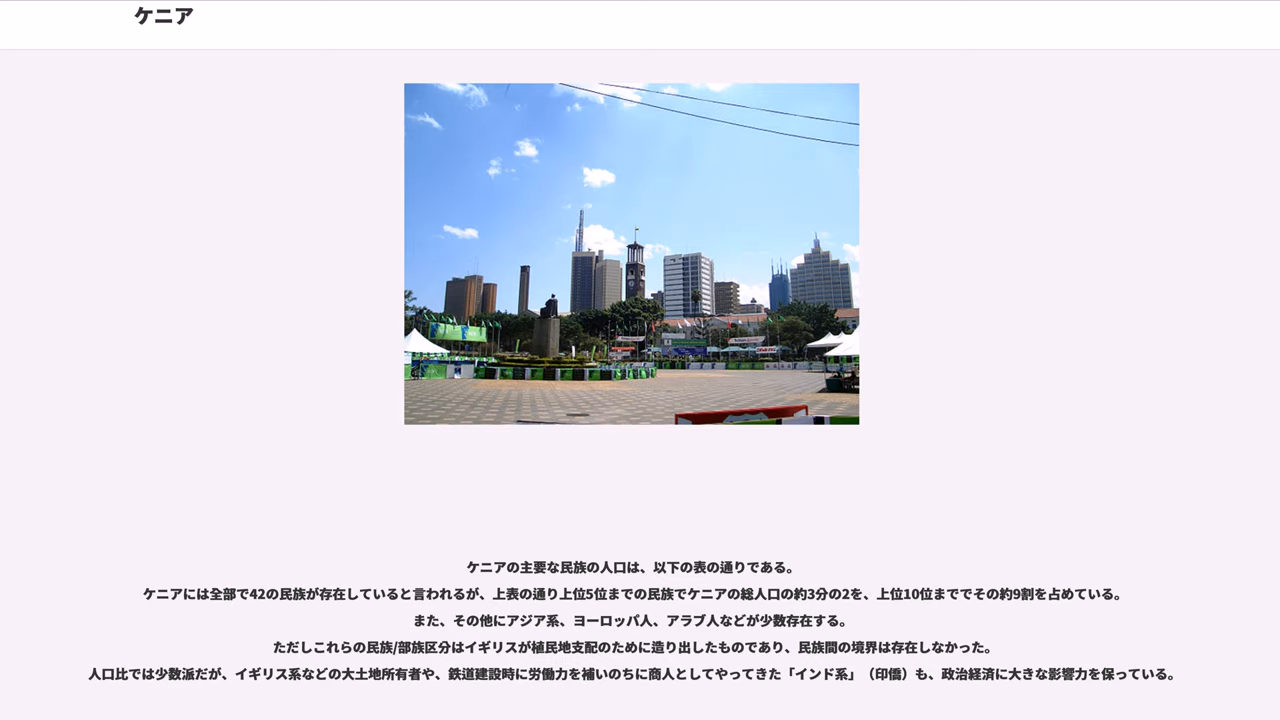 ケニア
ケニアの主要な民族の人口は、以下の表の通りである。
ケニアには全部で42の民族が存在していると言われるが、上表の通り上位5位までの民族でケニアの総人口の約3分の2を、上位10位まででその約9割を占めている。
また、その他にアジア系、ヨーロッパ人、アラブ人などが少数存在する。
ただしこれらの民族/部族区分はイギリスが植民地支配のために造り出したものであり、民族間の境界は存在しなかった。
人口比では少数派だが、イギリス系などの大土地所有者や、鉄道建設時に労働力を補いのちに商人としてやってきた「インド系」（印僑）も、政治経済に大きな影響力を保っている。